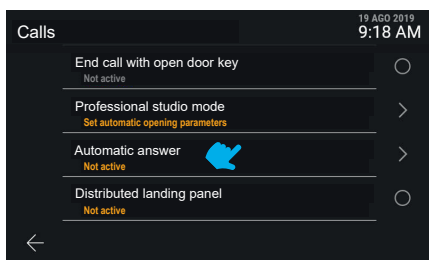 19 AGO 2019
Calls
9:18 AM
End call with open door key
Not active
Professional studio mode
Set automatic opening parameters
Automatic answer
Not active
Distributed landing panel
Not active